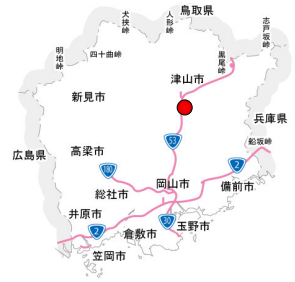 鳥取県
犬挟峠
人形峠
志戸坂峠
明地峠
四十曲峠
黒尾峠
津山市
新見市
兵庫県
53
船坂峠
広島県
高梁市
180
2
岡山市
総社市
備前市
井原市
30
玉野市
2
倉敷市
笠岡市